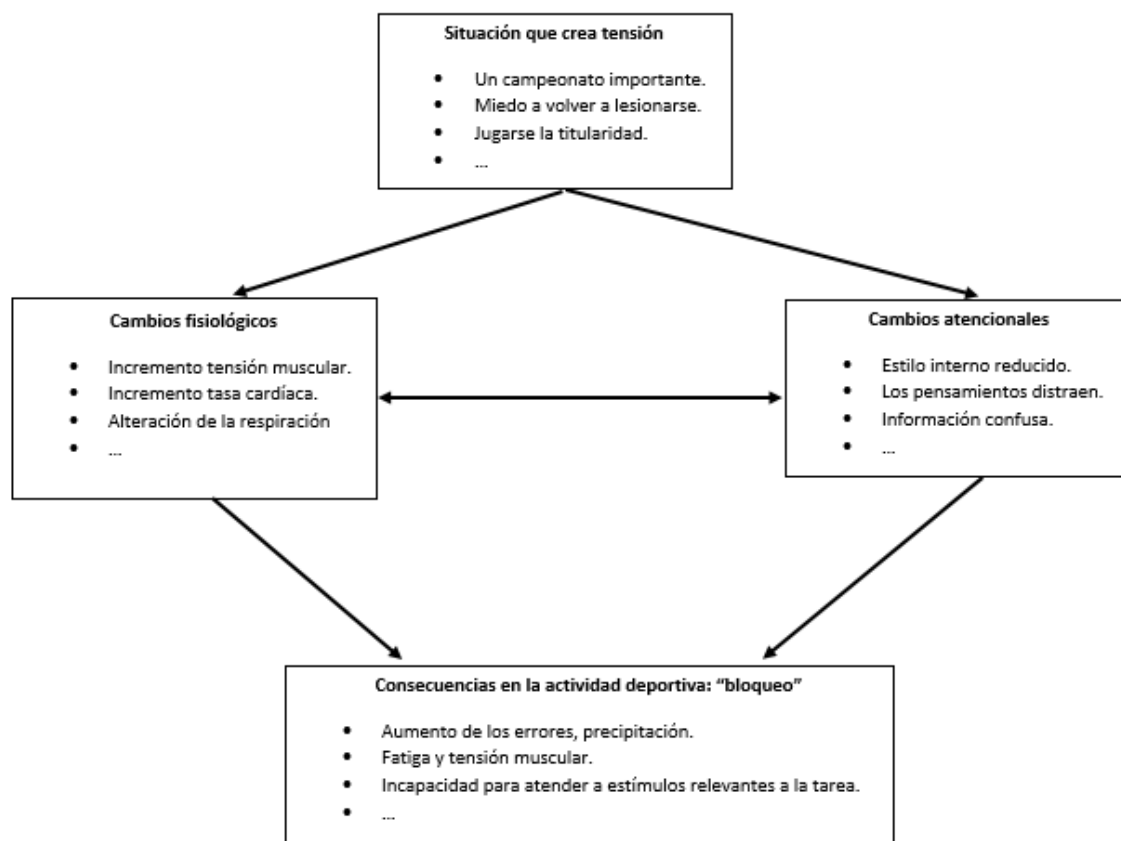 Situación que crea tensión
• Un campeonato importante.
• Miedo a volver a lesionarse.
• Jugarse la titularidad.
• ...
Cambios fisiológicos
• Incremento tensión muscular.
• Incremento tasa cardíaca.
• Alteración de la respiración
• ...
Cambios atencionales
• Estilo interno reducido.
• Los pensamientos distraen.
• Información confusa.
• ...
Consecuencias en la actividad deportiva: “bloqueo”
• Aumento de los errores, precipitación.
• Fatiga y tensión muscular.
• Incapacidad para atender a estímulos relevantes a la tarea.
• ...